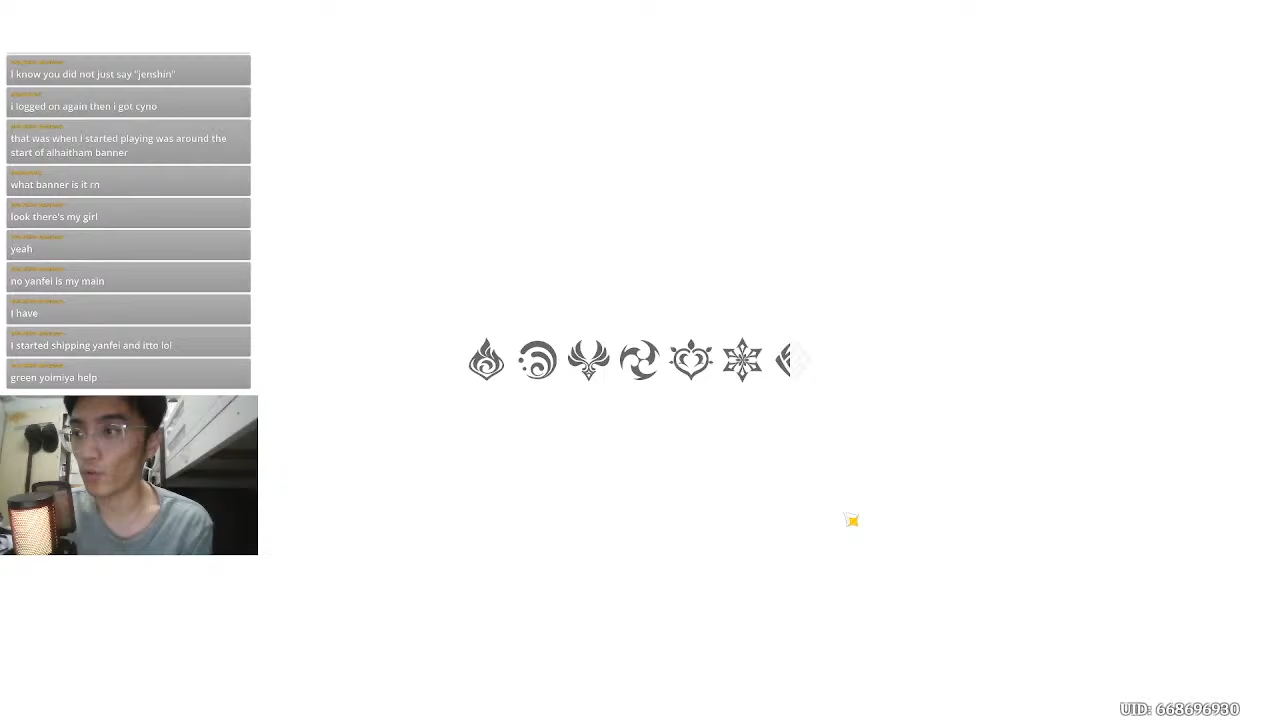 I know you did not just say "jenshin"
i logged on again then i got cyno
that was when i started playing was around the
start of alhaitham banner
what banner is it rn
look there's my girl
yeah
no yanfei is my main
I have
I started shipping yanfei and itto lol
green yoimiya help
UID: 668696930